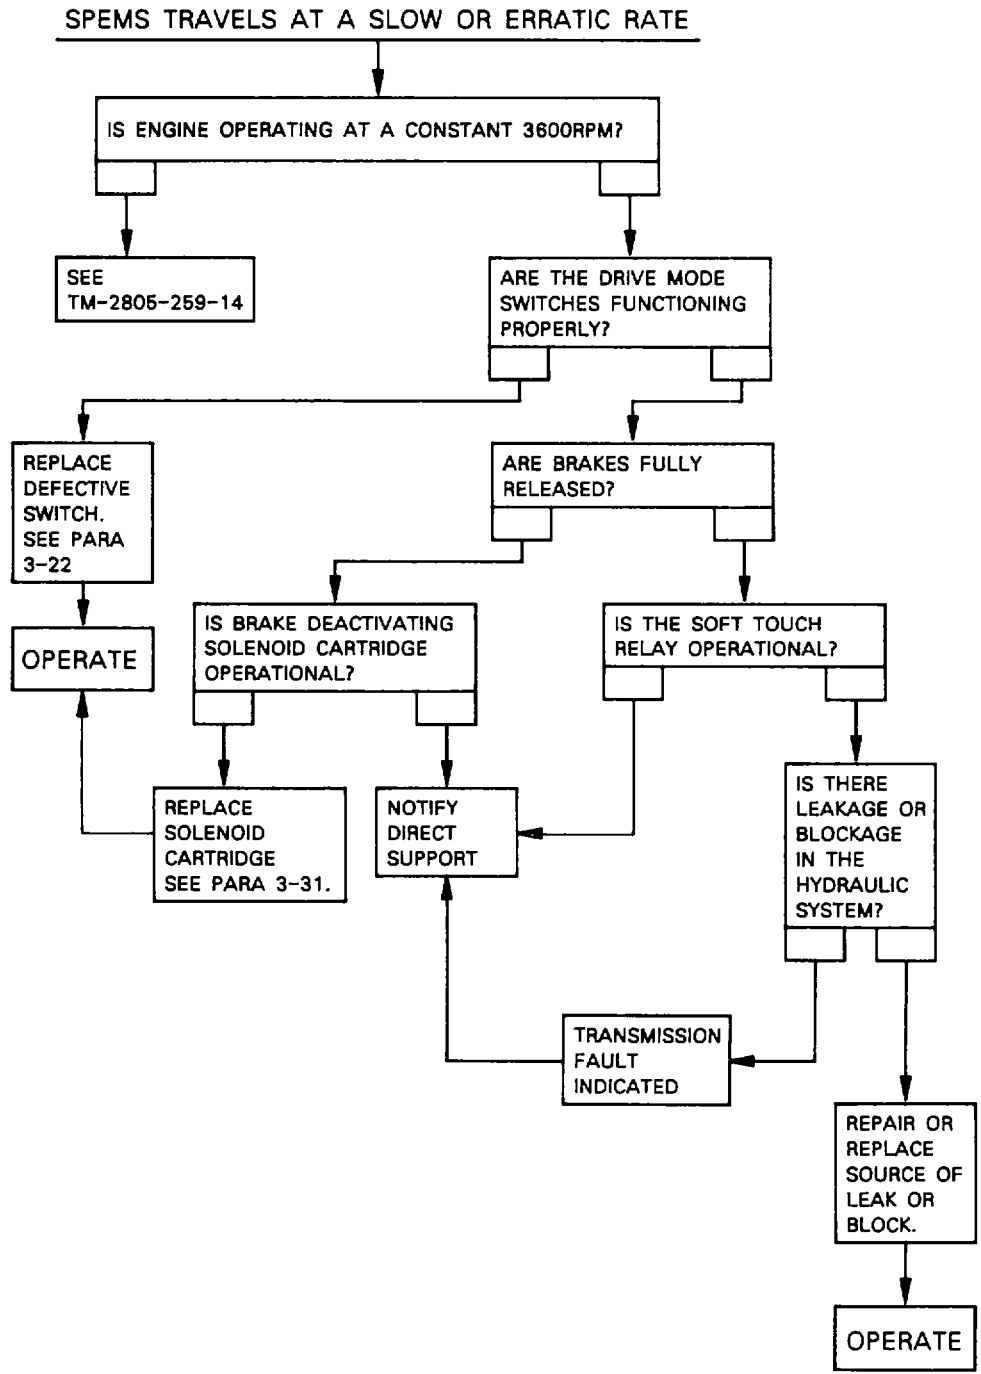 SPEMS TRAVELS AT A SLOW OR ERRATIC RATE
IS ENGINE OPERATING AT A CONSTANT 3600RPM?
SEE
TM-2805-259-14
ARE THE DRIVE MODE
SWITCHES FUNCTIONING
PROPERLY?
REPLACE
DEFECTIVE
SWITCH.
SEE PARA
3-22
ARE BRAKES FULLY
RELEASED?
OPERATE
IS BRAKE DEACTIVATING
SOLENOID CARTRIDGE
OPERATIONAL?
IS THE SOFT TOUCH
RELAY OPERATIONAL?
REPLACE
SOLENOID
CARTRIDGE
SEE PARA 3-31.
NOTIFY
DIRECT
SUPPORT
IS THERE
LEAKAGE OR
BLOCKAGE
IN THE
HYDRAULIC
SYSTEM?
TRANSMISSION
FAULT
INDICATED
REPAIR OR
REPLACE
SOURCE OF
LEAK OR
BLOCK.
OPERATE